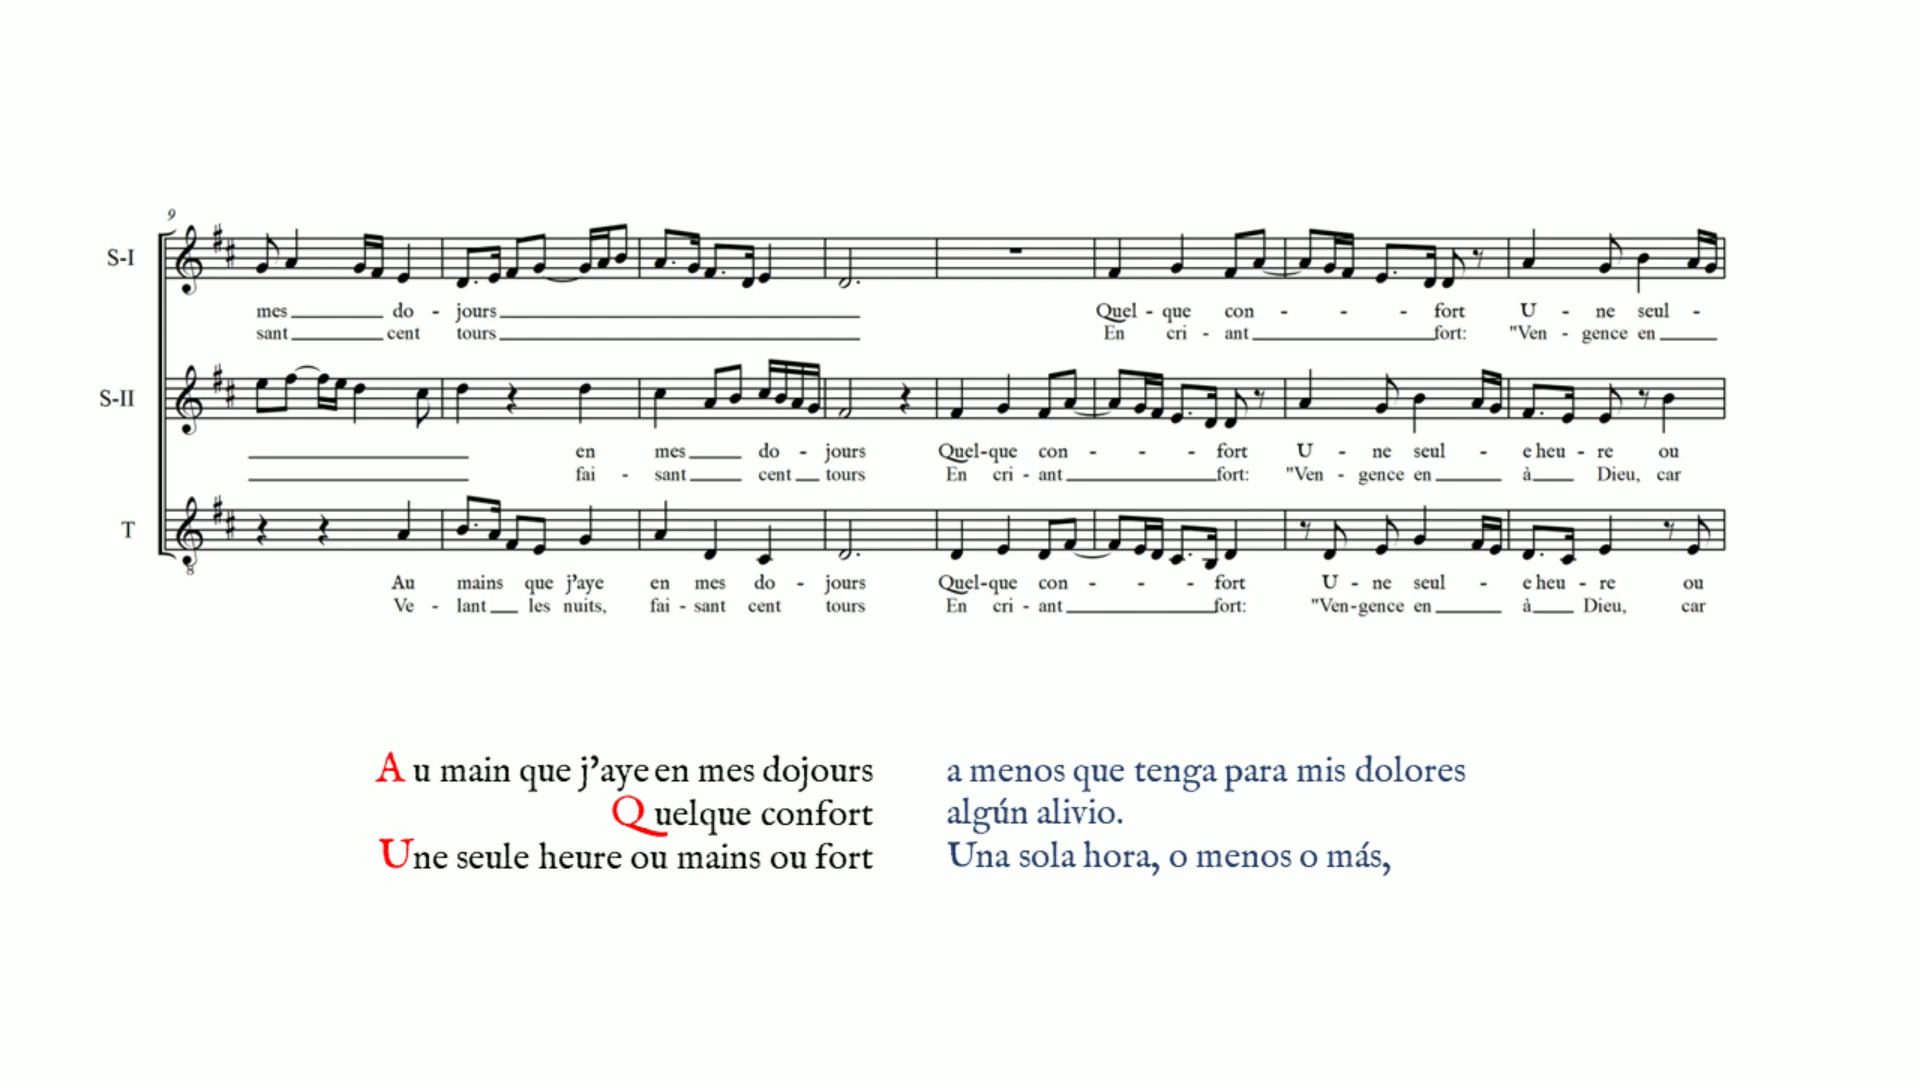 9
S-I
mes do - jours Quel - que con - - - fort U - ne seul -
sant cent tours En cri - ant fort: "Ven - gence en
S-II
en mes do - jours Quel-que con - - - fort U - ne seul - e heu - re ou
fai - sant cent tours En cri - ant fort: "Ven - gence en à Dieu, car
T
8
Au mains que j'aye en mes do - jours Quel-que con - - - fort U - ne seul - e heu - re ou
Ve - lant les nuits, fai - sant cent tours En cri - ant fort: "Ven-gence en à Dieu, car
A u main que j'aye en mes dojours
Quelque confort
Une seule heure ou mains ou fort
a menos que tenga para mis dolores
algún alivio.
Una sola hora, o menos o más,